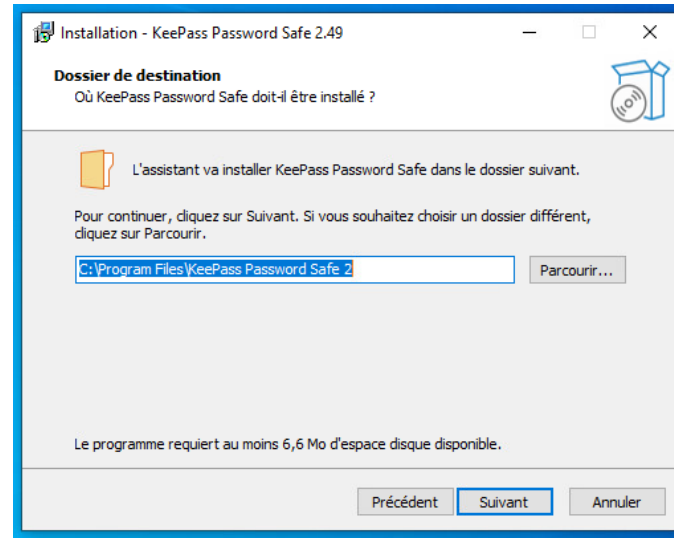 Installation - KeePass Password Safe 2.49
Dossier de destination
Où KeePass Password Safe doit-il être installé ?
L'assistant va installer KeePass Password Safe dans le dossier suivant.
Pour continuer, cliquez sur Suivant. Si vous souhaitez choisir un dossier différent,
cliquez sur Parcourir.
C:\Program Files\KeePass Password Safe 2
Parcourir...
Le programme requiert au moins 6,6 Mo d'espace disque disponible.
Précédent
Suivant
Annuler